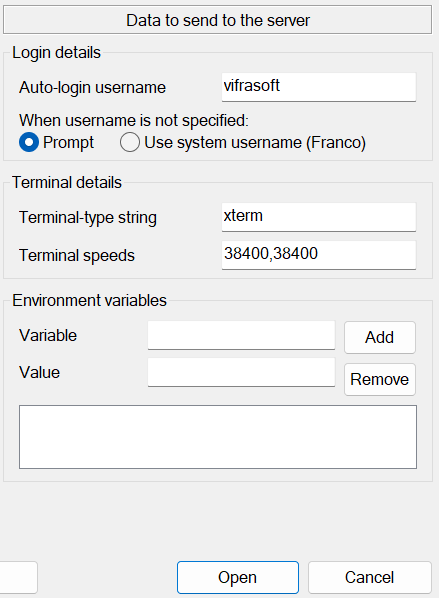 Data to send to the server
Login details
Auto-login username vifrasoft
When username is not specified:
Prompt Use system username (Franco)
Terminal details
Terminal-type string xterm
Terminal speeds 38400,38400
Environment variables
Variable Add
Value Remove
Open Cancel